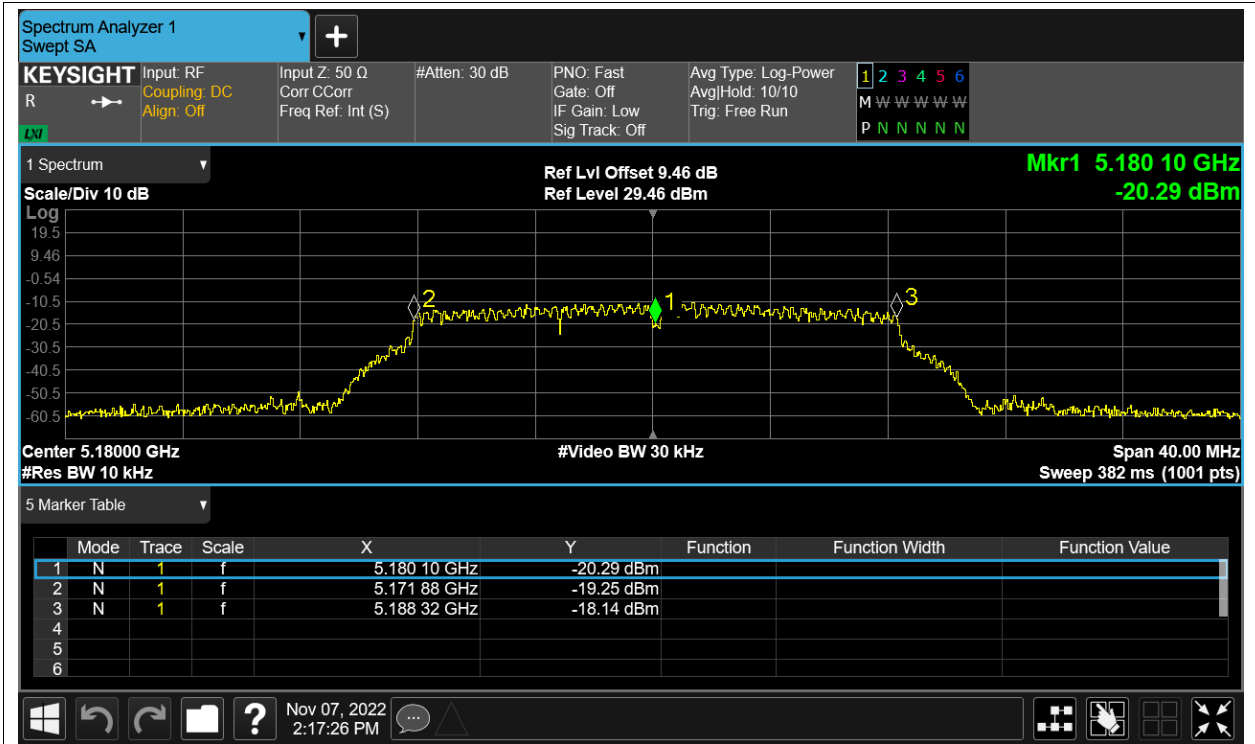 Spectrum Analyzer 1
Swept SA
KEYSIGHT
R
LXI
Input: RF
Coupling: DC
Align: Off
Input Z: 50 Ω
Corr CCorr
Freq Ref: Int (S)
#Atten: 30 dB
PNO: Fast
Gate: Off
IF Gain: Low
Sig Track: Off
Avg Type: Log-Power
Avg|Hold: 10/10
Trig: Free Run
1 2 3 4 5 6
M W W W W W
P N N N N N
1 Spectrum
Scale/Div 10 dB
Ref Lvl Offset 9.46 dB
Ref Level 29.46 dBm
Mkr1 5.180 10 GHz
-20.29 dBm
Log
19.5
9.46
-0.54
-10.5
-20.5
-30.5
-40.5
-50.5
-60.5
2
1
3
Center 5.18000 GHz
#Video BW 30 kHz
Span 40.00 MHz
#Res BW 10 kHz
Sweep 382 ms (1001 pts)
5 Marker Table
Mode Trace Scale X Y Function Function Width Function Value
1 N 1 f 5.180 10 GHz -20.29 dBm
2 N 1 f 5.171 88 GHz -19.25 dBm
3 N 1 f 5.188 32 GHz -18.14 dBm
4
5
6
?
Nov 07, 2022
2:17:26 PM